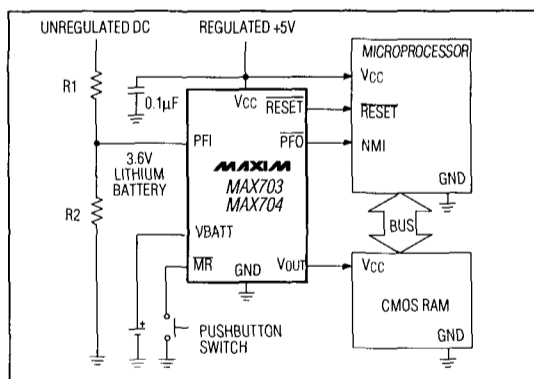 UNREGULATED DC
REGULATED +5V
MICROPROCESSOR
R1
0.1µF
VCC
RESET
VCC
RESET
PFI
PFO
NMI
3.6V
LITHIUM
BATTERY
MAXIM
MAX703
MAX704
GND
R2
BUS
VBATT
MR
GND
VOUT
VCC
CMOS RAM
PUSHBUTTON
SWITCH
GND
+